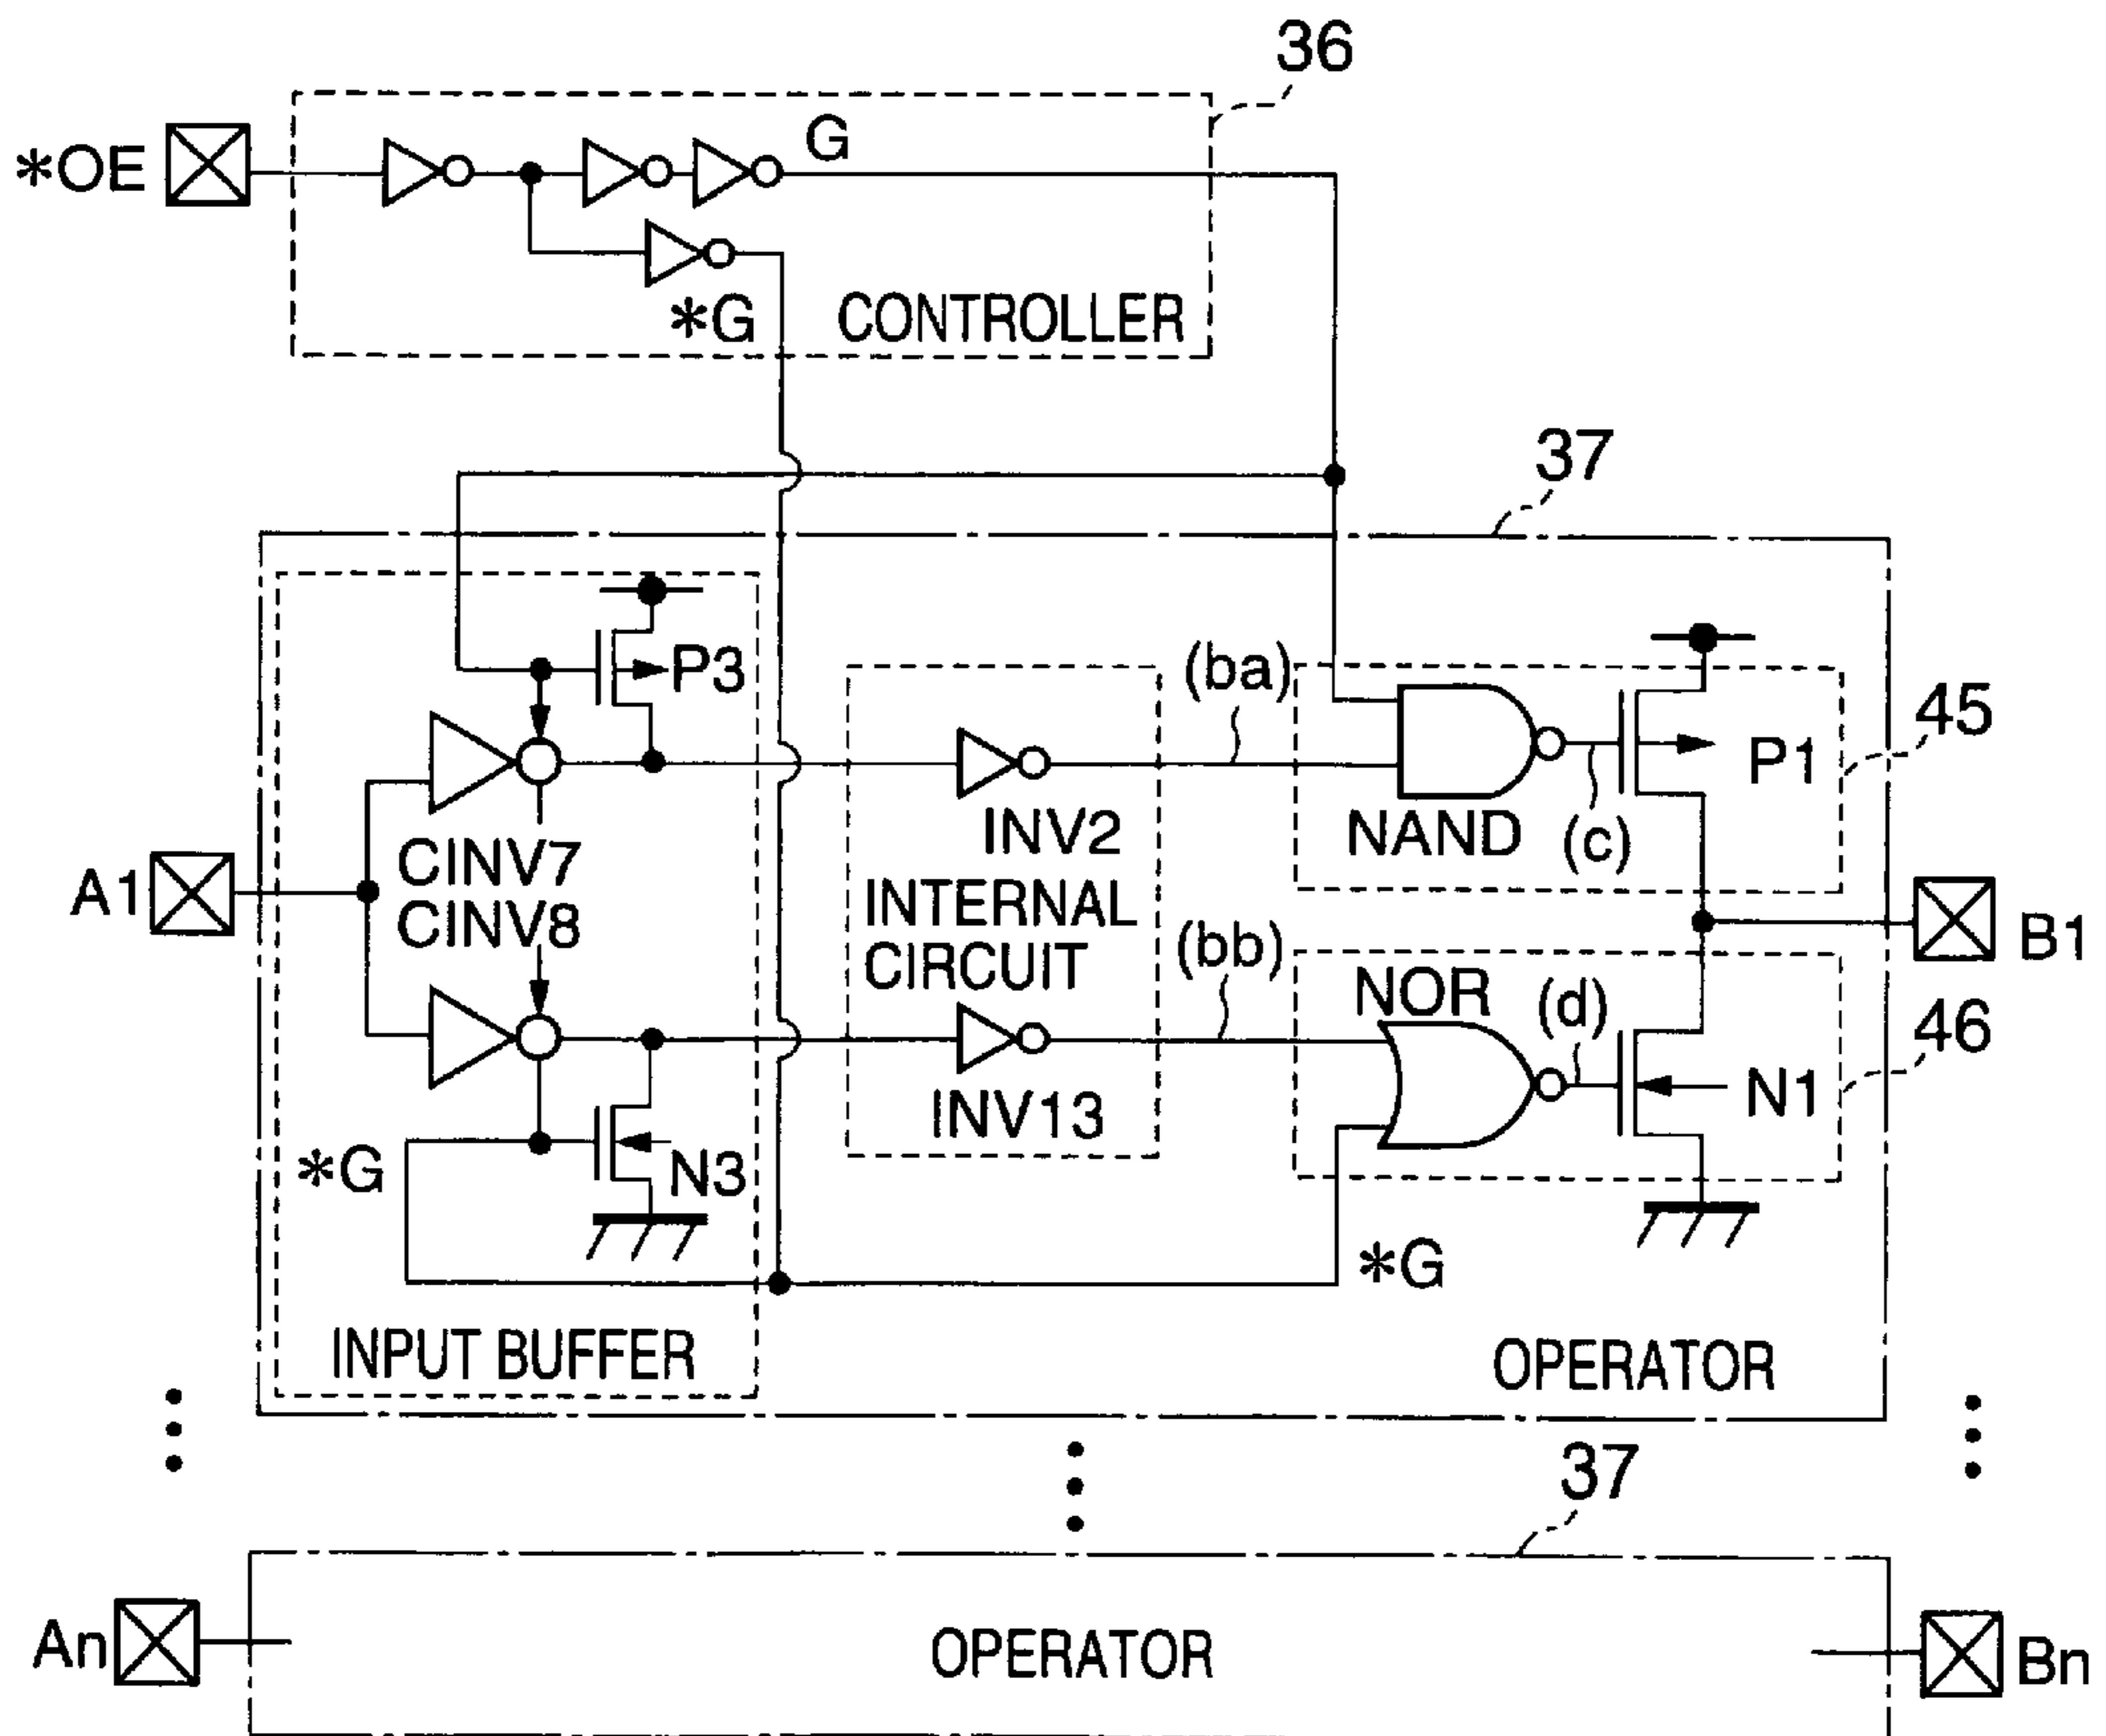 36
*OE
G
*G
CONTROLLER
37
P3
(ba)
45
P1
INV2
NAND
(c)
CINV7
CINV8
A1
INTERNAL
CIRCUIT
(bb)
B1
NOR
(d)
46
N1
INV13
*G
N3
*G
INPUT BUFFER
OPERATOR
37
An
OPERATOR
Bn